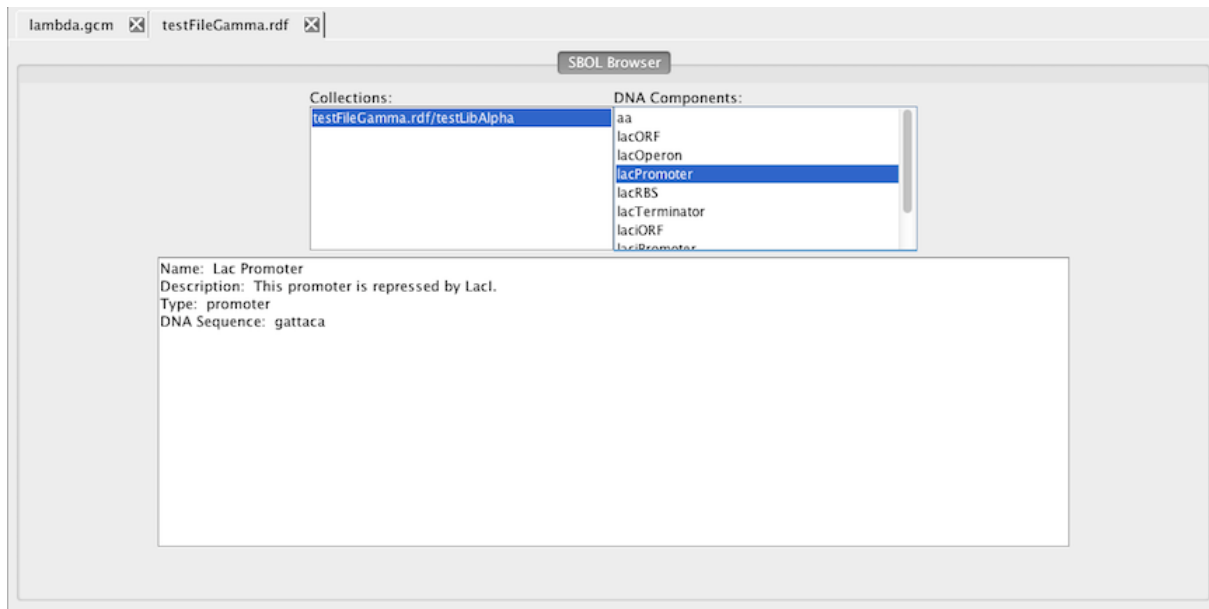 lambda.gcm
testFileGamma.rdf
SBOL Browser
Collections:
testFileGamma.rdf/testLibAlpha
DNA Components:
aa
lacORF
lacOperon
lacPromoter
lacRBS
lacTerminator
laciORF
laciPromoter
Name: Lac Promoter
Description: This promoter is repressed by LacI.
Type: promoter
DNA Sequence: gattaca